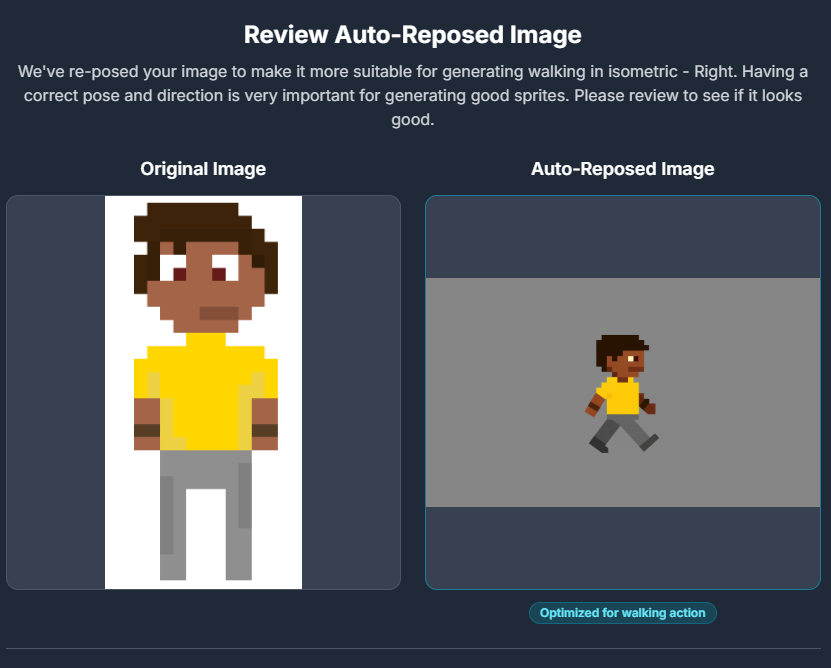 Review Auto-Reposed Image
We've re-posed your image to make it more suitable for generating walking in isometric - Right. Having a
correct pose and direction is very important for generating good sprites. Please review to see if it looks
good.
Original Image
Auto-Reposed Image
Optimized for walking action